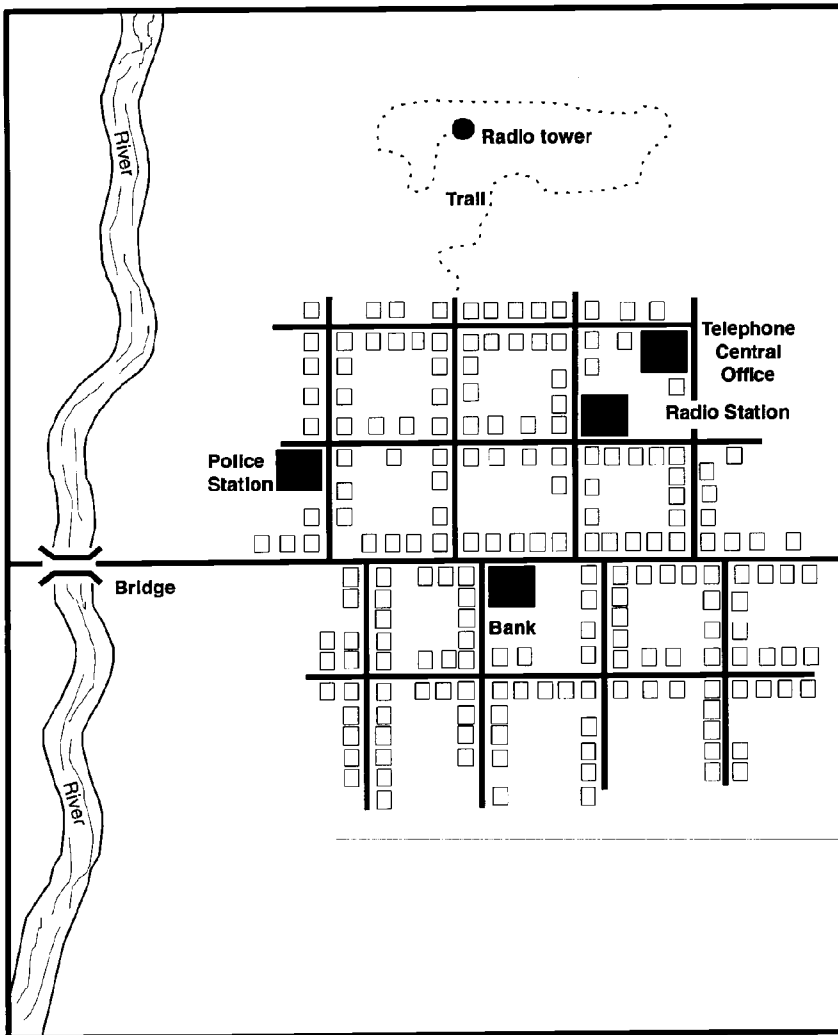 River
Radio tower
Trail
Telephone
Central
Office
Radio Station
Police
Station
Bridge
Bank
River